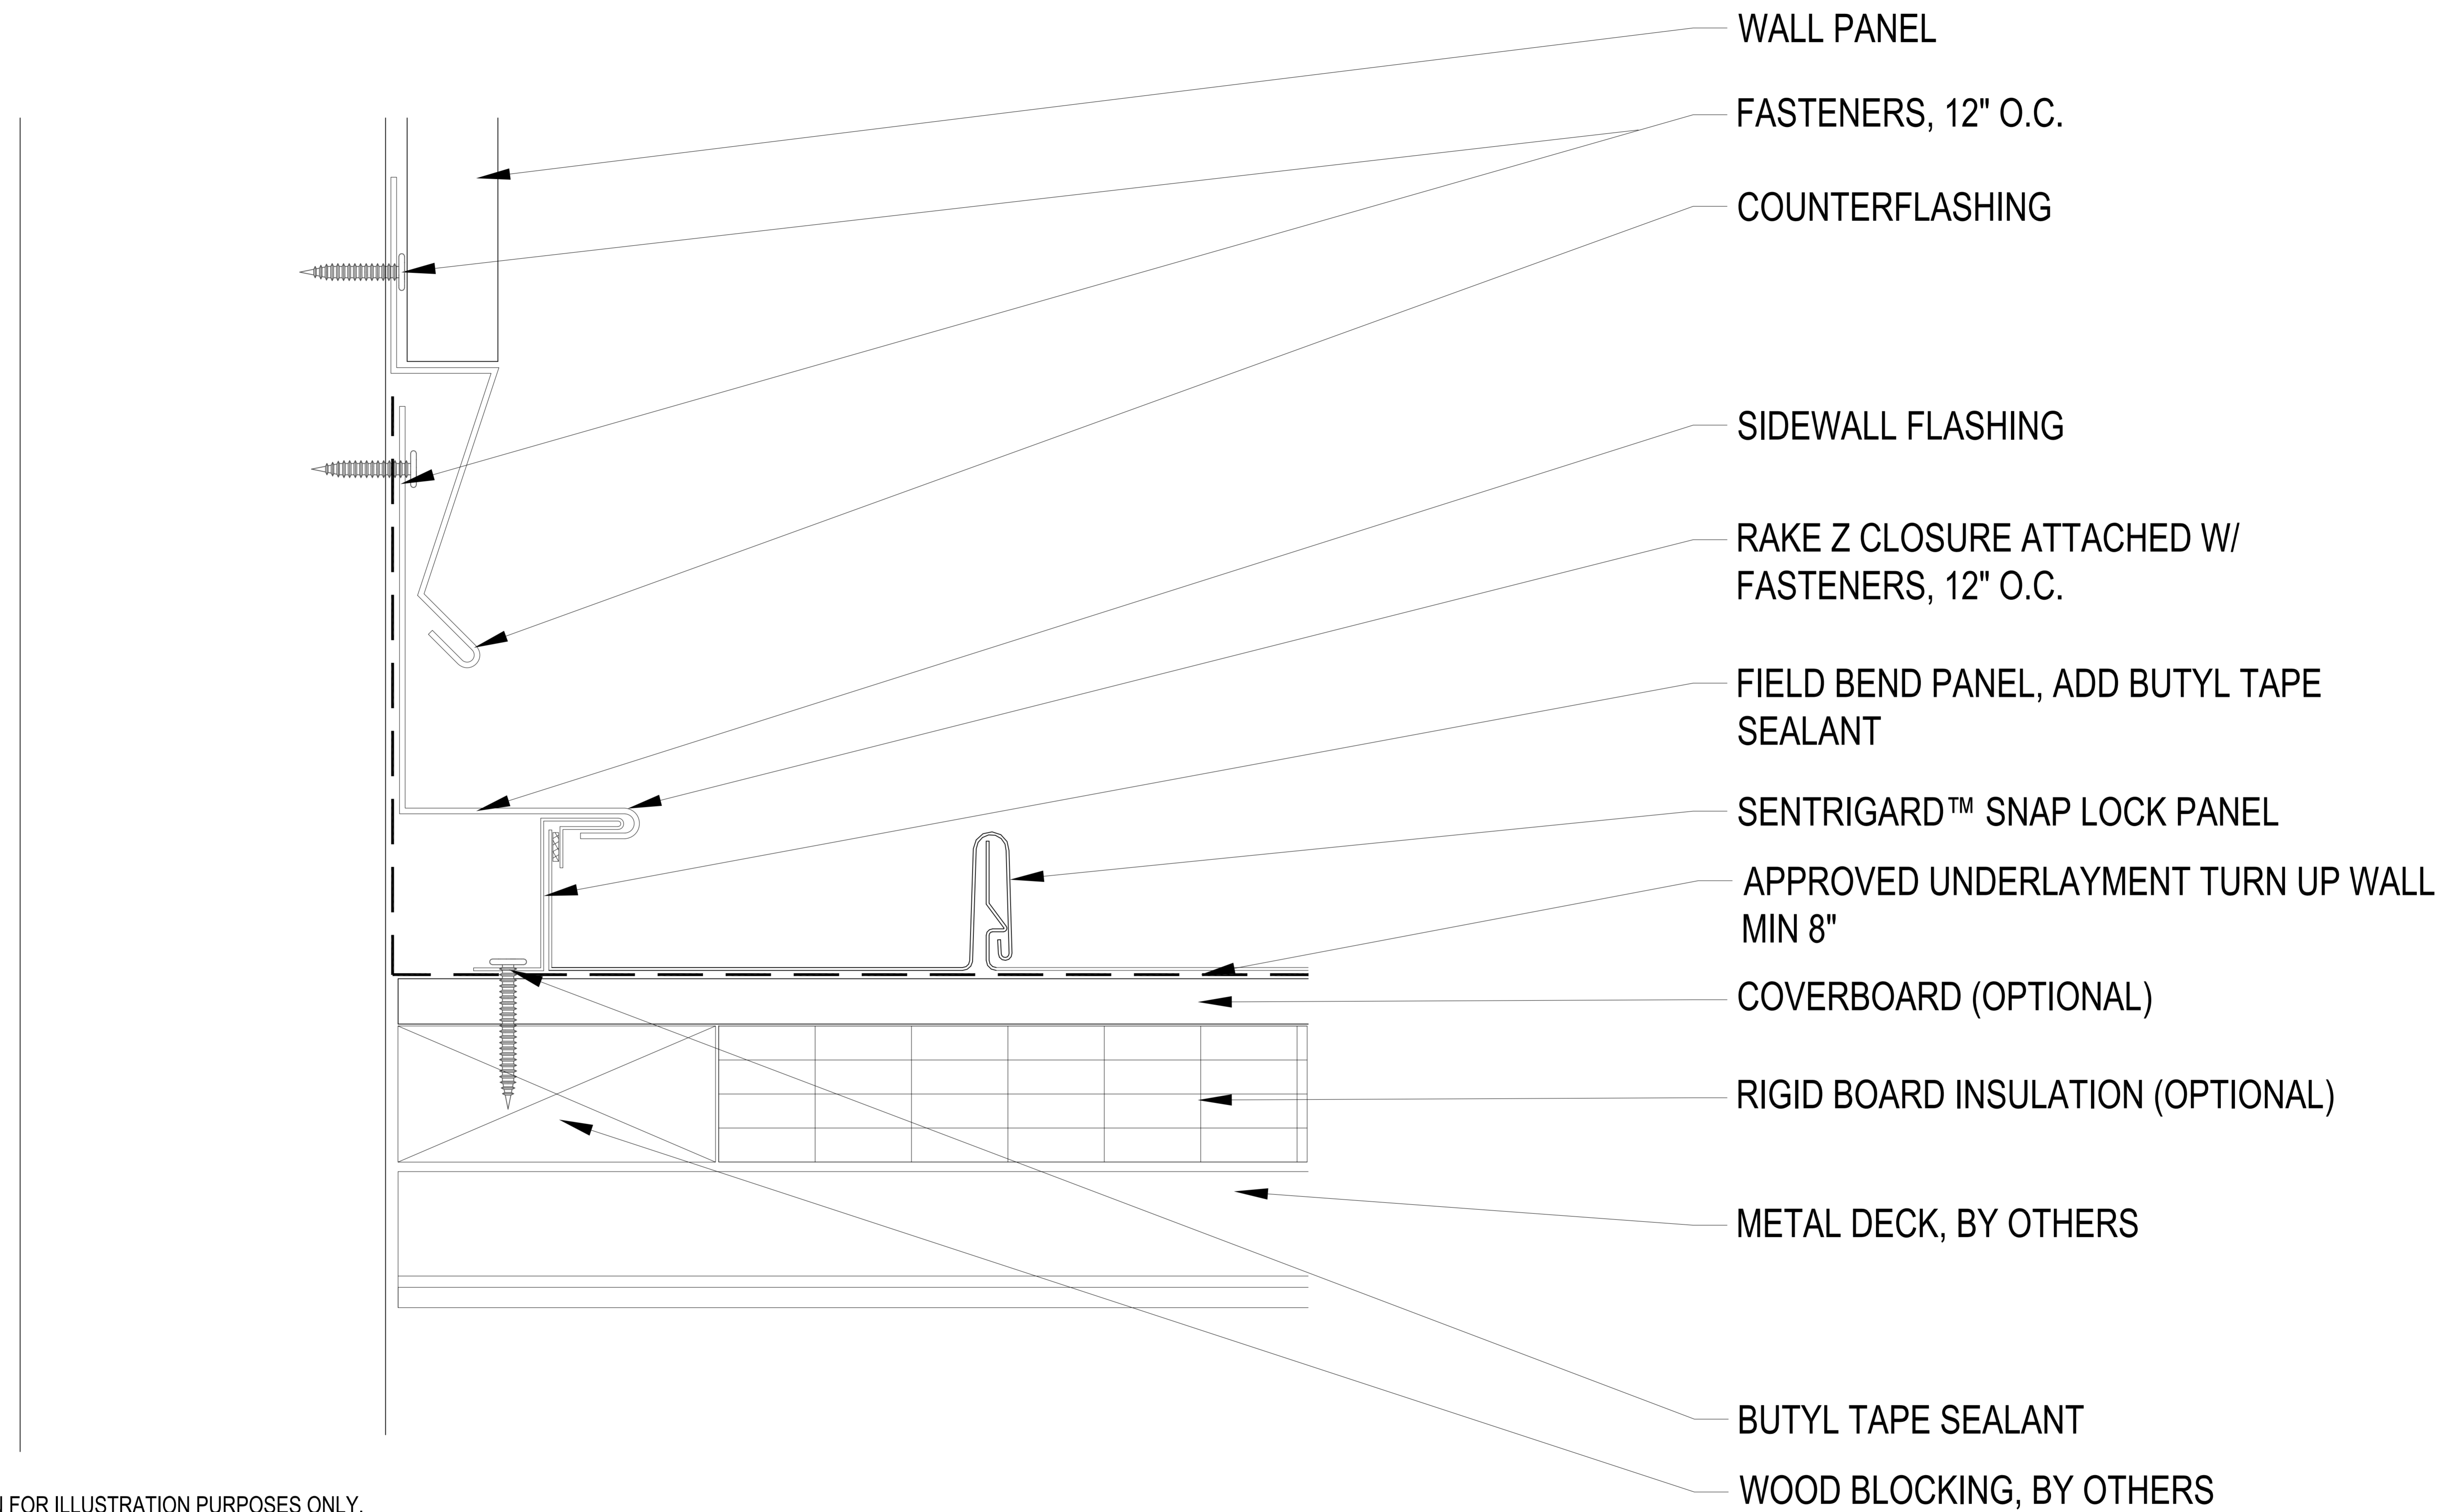 WALL PANEL
FASTENERS, 12" O.C.
COUNTERFLASHING
SIDEWALL FLASHING
RAKE Z CLOSURE ATTACHED W/
FASTENERS, 12" O.C.
FIELD BEND PANEL, ADD BUTYL TAPE
SEALANT
SENTRIGARD™ SNAP LOCK PANEL
APPROVED UNDERLAYMENT TURN UP WALL
MIN 8"
COVERBOARD (OPTIONAL)
RIGID BOARD INSULATION (OPTIONAL)
METAL DECK, BY OTHERS
BUTYL TAPE SEALANT
WOOD BLOCKING, BY OTHERS
FOR ILLUSTRATION PURPOSES ONLY.